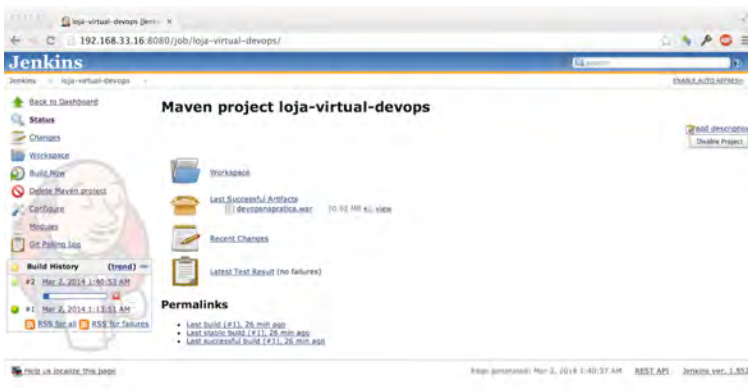 loja-virtual-devops [Jenki
192.168.33.16:8080/job/loja-virtual-devops/
Jenkins
search
Jenkins
loja-virtual-devops
ENABLE AUTO REFRESH
Back to Dashboard
Status
Changes
Workspace
Build Now
Delete Maven project
Configure
Modules
Git Polling Log
Maven project loja-virtual-devops
add description
Disable Project
Workspace
Last Successful Artifacts
devopsnapratica.war view
Recent Changes
Latest Test Result (no failures)
Build History (trend)
#2 Mar 2, 2014 1:40:53 AM
#1 Mar 2, 2014 1:13:51 AM
RSS for all RSS for failures
Permalinks
Last build (#1), 26 min ago
Last stable build (#1), 26 min ago
Last successful build (#1), 26 min ago
Help us localize this page
Page generated: Mar 2, 2014 1:40:57 AM REST API Jenkins ver. 1.552